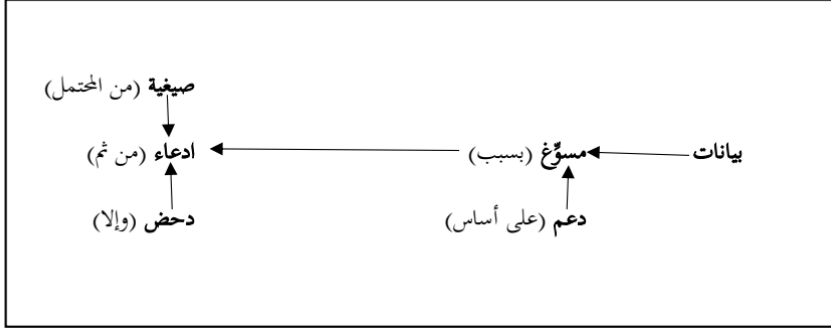 صيغية (من المحتمل)
بيانات مسوّغ (بسبب) ادعاء (من ثم)
دعم (على أساس) دحض (وإلا)